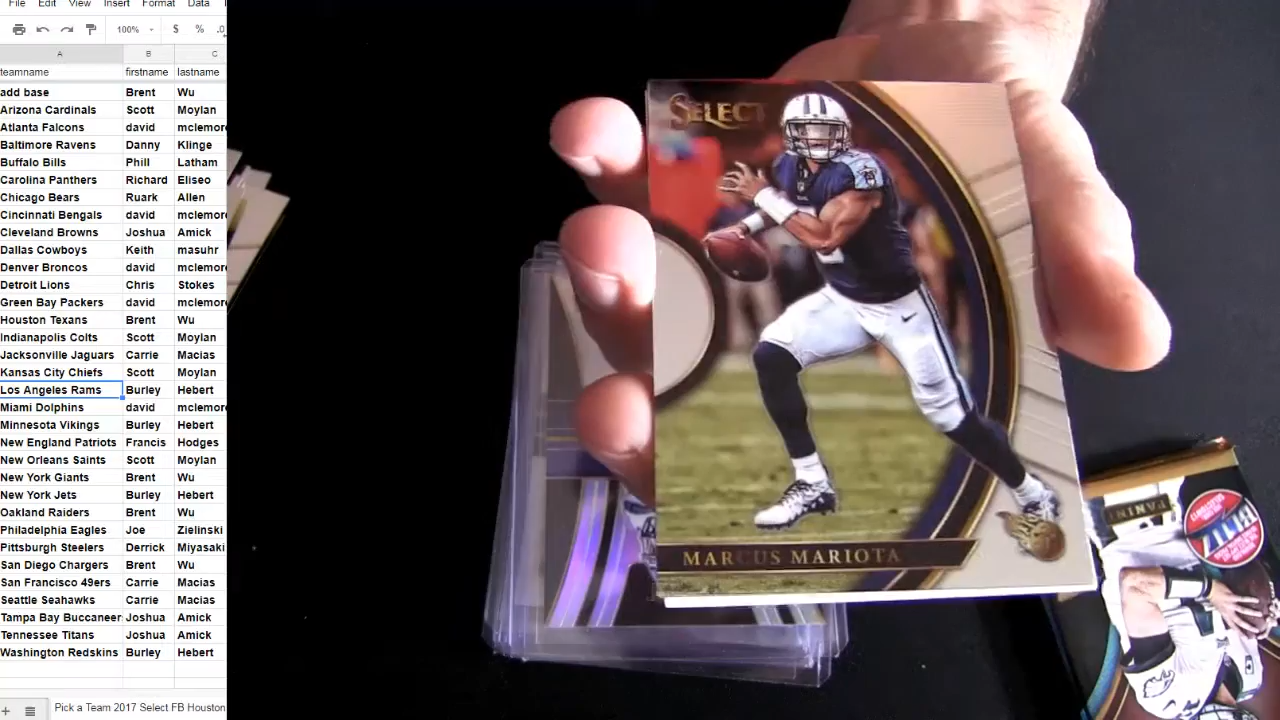 File Edit View Insert Format Data
100% $ % .0
A B C
teamname firstname lastname
add base Brent Wu
Arizona Cardinals Scott Moylan
Atlanta Falcons david mclemor
Baltimore Ravens Danny Klinge
Buffalo Bills Phill Latham
Carolina Panthers Richard Eliseo
Chicago Bears Ruark Allen
Cincinnati Bengals david mclemor
Cleveland Browns Joshua Amick
Dallas Cowboys Keith masuhr
Denver Broncos david mclemor
Detroit Lions Chris Stokes
Green Bay Packers david mclemor
Houston Texans Brent Wu
Indianapolis Colts Scott Moylan
Jacksonville Jaguars Carrie Macias
Kansas City Chiefs Scott Moylan
Los Angeles Rams Burley Hebert
Miami Dolphins david mclemor
Minnesota Vikings Burley Hebert
New England Patriots Francis Hodges
New Orleans Saints Scott Moylan
New York Giants Brent Wu
New York Jets Burley Hebert
Oakland Raiders Brent Wu
Philadelphia Eagles Joe Zielinski
Pittsburgh Steelers Derrick Miyasaki
San Diego Chargers Brent Wu
San Francisco 49ers Carrie Macias
Seattle Seahawks Carrie Macias
Tampa Bay Buccaneer Joshua Amick
Tennessee Titans Joshua Amick
Washington Redskins Burley Hebert
Pick a Team 2017 Select FB Houston
SELECT
MARCUS MARIOTA
PANINI